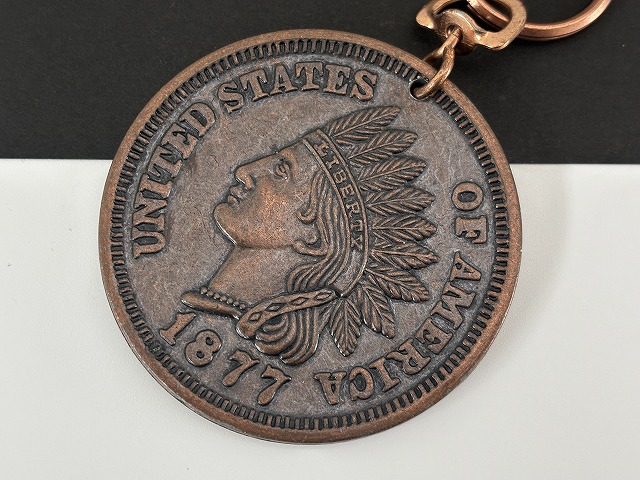 UNITED STATES OF AMERICA
LIBERTY
1877